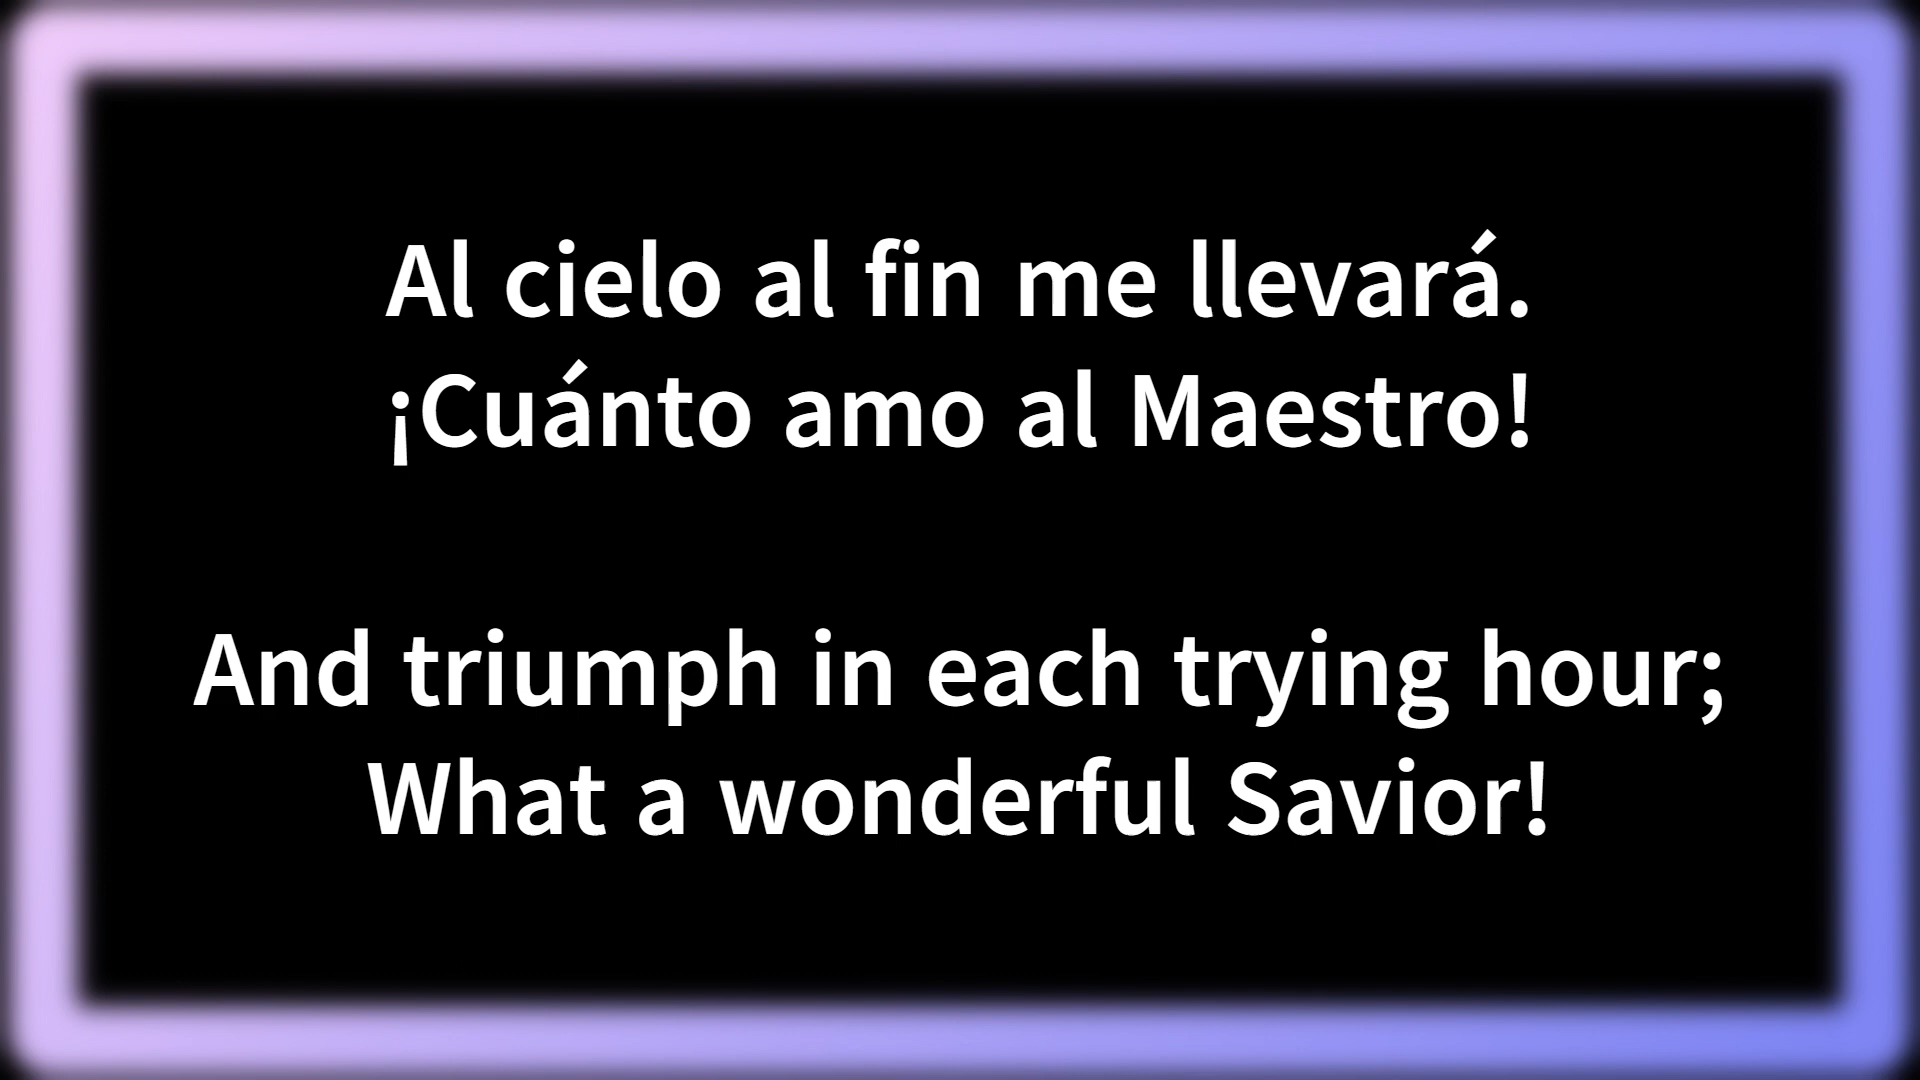 Al cielo al fin me llevará.
¡Cuánto amo al Maestro!
And triumph in each trying hour;
What a wonderful Savior!